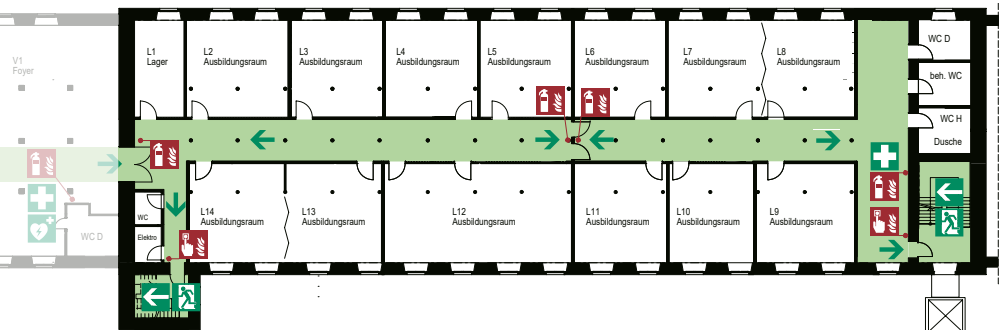 V1
Foyer
L1
Lager
L2
Ausbildungsraum
L3
Ausbildungsraum
L4
Ausbildungsraum
L5
Ausbildungsraum
L6
Ausbildungsraum
L7
Ausbildungsraum
L8
Ausbildungsraum
WC D
beh. WC
WC H
Dusche
WC
Elektro
WC D
L14
Ausbildungsraum
L13
Ausbildungsraum
L12
Ausbildungsraum
L11
Ausbildungsraum
L10
Ausbildungsraum
L9
Ausbildungsraum